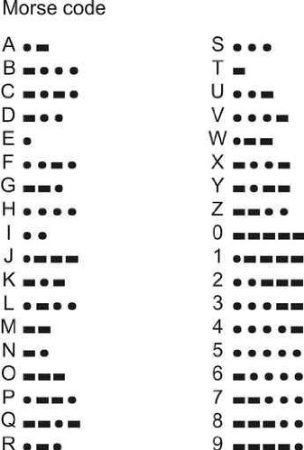 Morse code
A ● ▬
B ▬ ● ● ●
C ▬ ● ▬ ●
D ▬ ● ●
E ●
F ● ● ▬ ●
G ▬ ▬ ●
H ● ● ● ●
I ● ●
J ● ▬ ▬ ▬
K ▬ ● ▬
L ● ▬ ● ●
M ▬ ▬
N ▬ ●
O ▬ ▬ ▬
P ● ▬ ▬ ●
Q ▬ ▬ ● ▬
R ● ▬ ●
S ● ● ●
T ▬
U ● ● ▬
V ● ● ● ▬
W ● ▬ ▬
X ▬ ● ● ▬
Y ▬ ● ▬ ▬
Z ▬ ▬ ● ●
0 ▬ ▬ ▬ ▬ ▬
1 ● ▬ ▬ ▬ ▬
2 ● ● ▬ ▬ ▬
3 ● ● ● ▬ ▬
4 ● ● ● ● ▬
5 ● ● ● ● ●
6 ▬ ● ● ● ●
7 ▬ ▬ ● ● ●
8 ▬ ▬ ▬ ● ●
9 ▬ ▬ ▬ ▬ ●